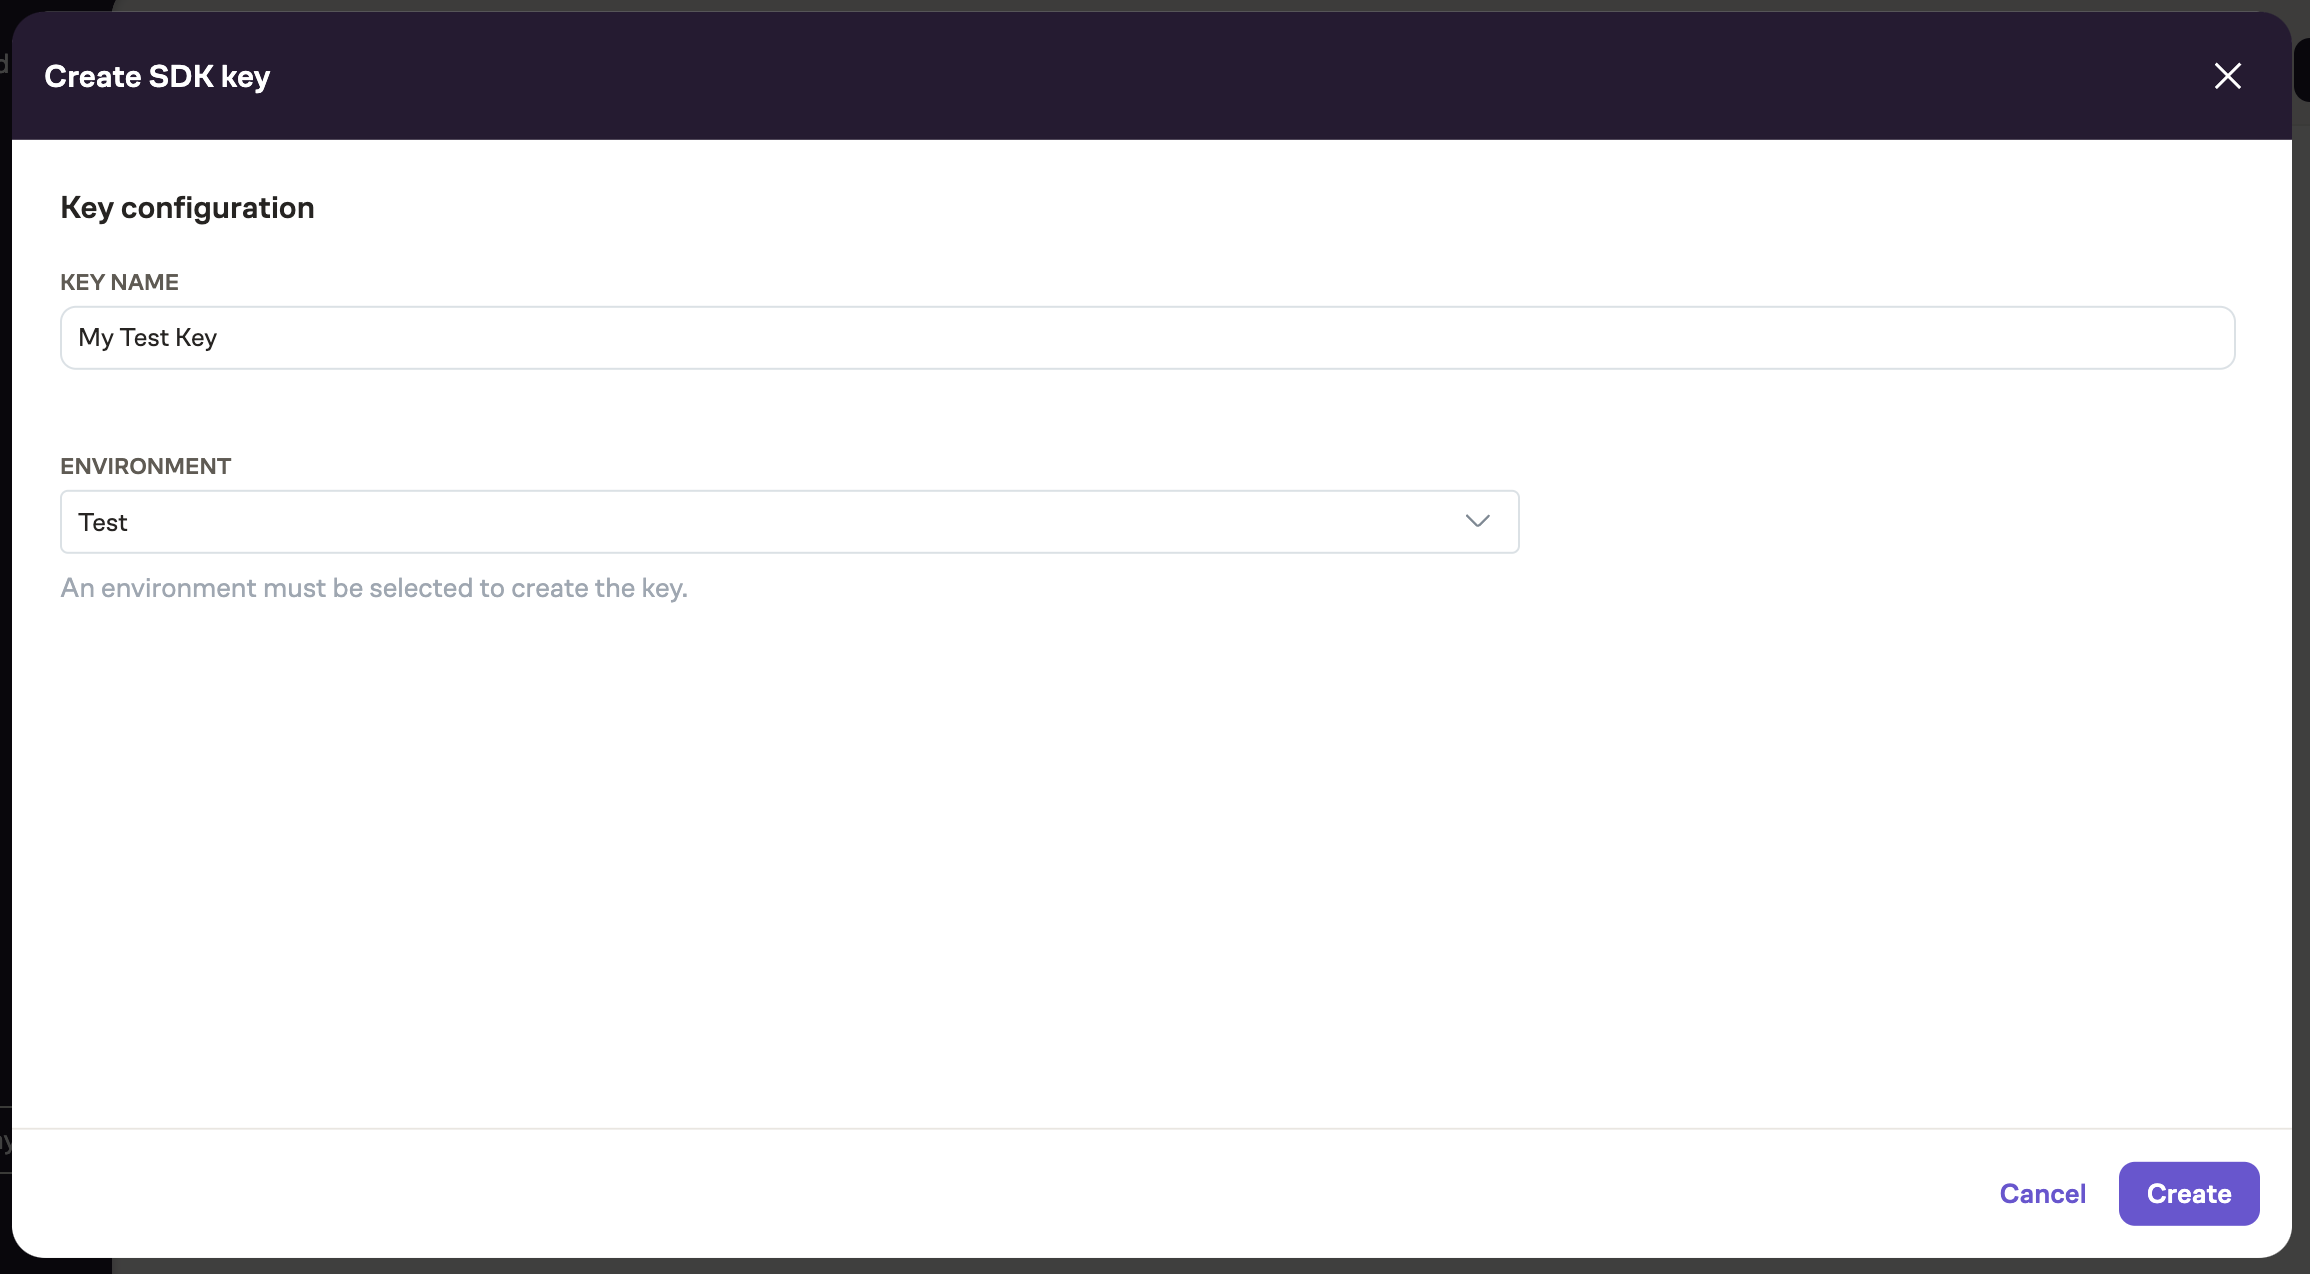 Create SDK key
Key configuration
KEY NAME
My Test Key
ENVIRONMENT
Test
An environment must be selected to create the key.
Cancel
Create